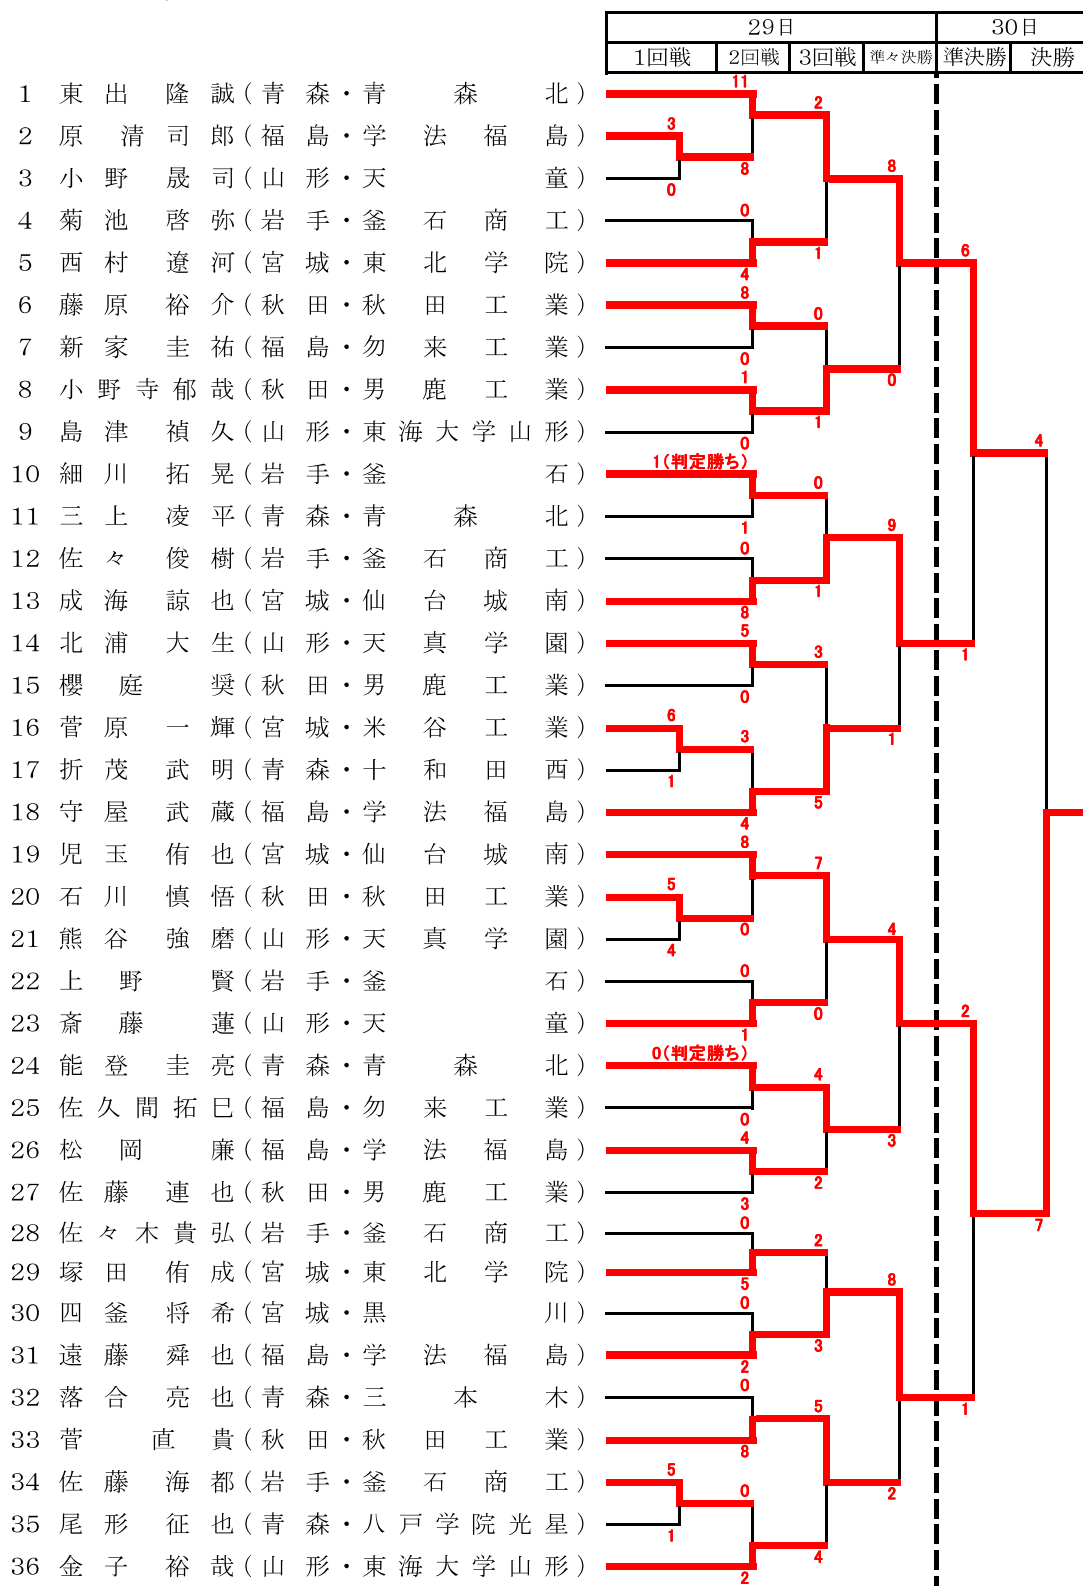 29日 30日
1回戦 2回戦 3回戦 準々決勝 準決勝 決勝
1 東出 隆誠(青森・青森北) 11 2
2 原 清司郎(福島・学法福島) 3 8
3 小野 晟司(山形・天童) 0 8
4 菊池 啓弥(岩手・釜石商工) 0
5 西村 遼河(宮城・東北学院) 4 1 6
6 藤原 裕介(秋田・秋田工業) 8 0
7 新家 圭祐(福島・勿来工業) 0
8 小野寺郁哉(秋田・男鹿工業) 1 0
9 島津 禎久(山形・東海大学山形) 0 1 4
10 細川 拓晃(岩手・釜石) 1(判定勝ち) 0
11 三上 凌平(青森・青森北) 1 9
12 佐々 俊樹(岩手・釜石商工) 0
13 成海 諒也(宮城・仙台城南) 8 1
14 北浦 大生(山形・天真学園) 5 3 1
15 櫻庭 奨(秋田・男鹿工業) 0
16 菅原 一輝(宮城・米谷工業) 6 3 1
17 折茂 武明(青森・十和田西) 1
18 守屋 武蔵(福島・学法福島) 4 5
19 児玉 侑也(宮城・仙台城南) 8 7
20 石川 慎悟(秋田・秋田工業) 5 0
21 熊谷 強磨(山形・天真学園) 4 4
22 上野 賢(岩手・釜石) 0
23 斎藤 蓮(山形・天童) 1 0 2
24 能登 圭亮(青森・青森北) 0(判定勝ち) 4
25 佐久間拓巳(福島・勿来工業) 0
26 松岡 廉(福島・学法福島) 4 3
27 佐藤 連也(秋田・男鹿工業) 3 2
28 佐々木貴弘(岩手・釜石商工) 0 2 7
29 塚田 侑成(宮城・東北学院) 5 8
30 四釜 将希(宮城・黒川) 0
31 遠藤 舜也(福島・学法福島) 2 3
32 落合 亮也(青森・三本木) 0 5 1
33 菅 直貴(秋田・秋田工業) 8
34 佐藤 海都(岩手・釜石商工) 5 0 2
35 尾形 征也(青森・八戸学院光星) 1
36 金子 裕哉(山形・東海大学山形) 2 4